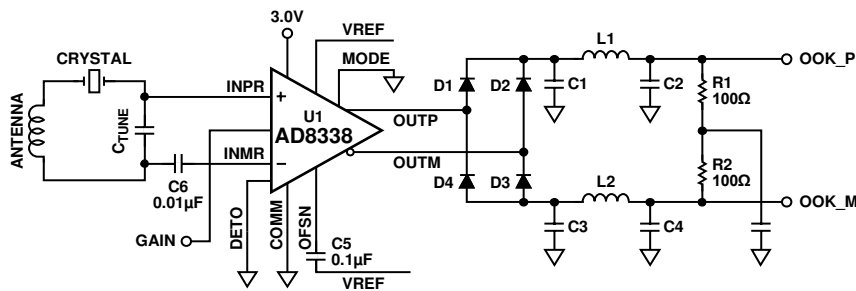 3.0V
VREF
CRYSTAL
MODE
L1
OOK_P
INPR
+
D1
D2
C1
C2
R1
100Ω
ANTENNA
CTUNE
U1
AD8338
OUTP
INMR
−
OUTM
C6
0.01µF
D4
D3
L2
R2
100Ω
OOK_M
GAIN
DETO
COMM
OFSN
C5
0.1µF
VREF
C3
C4